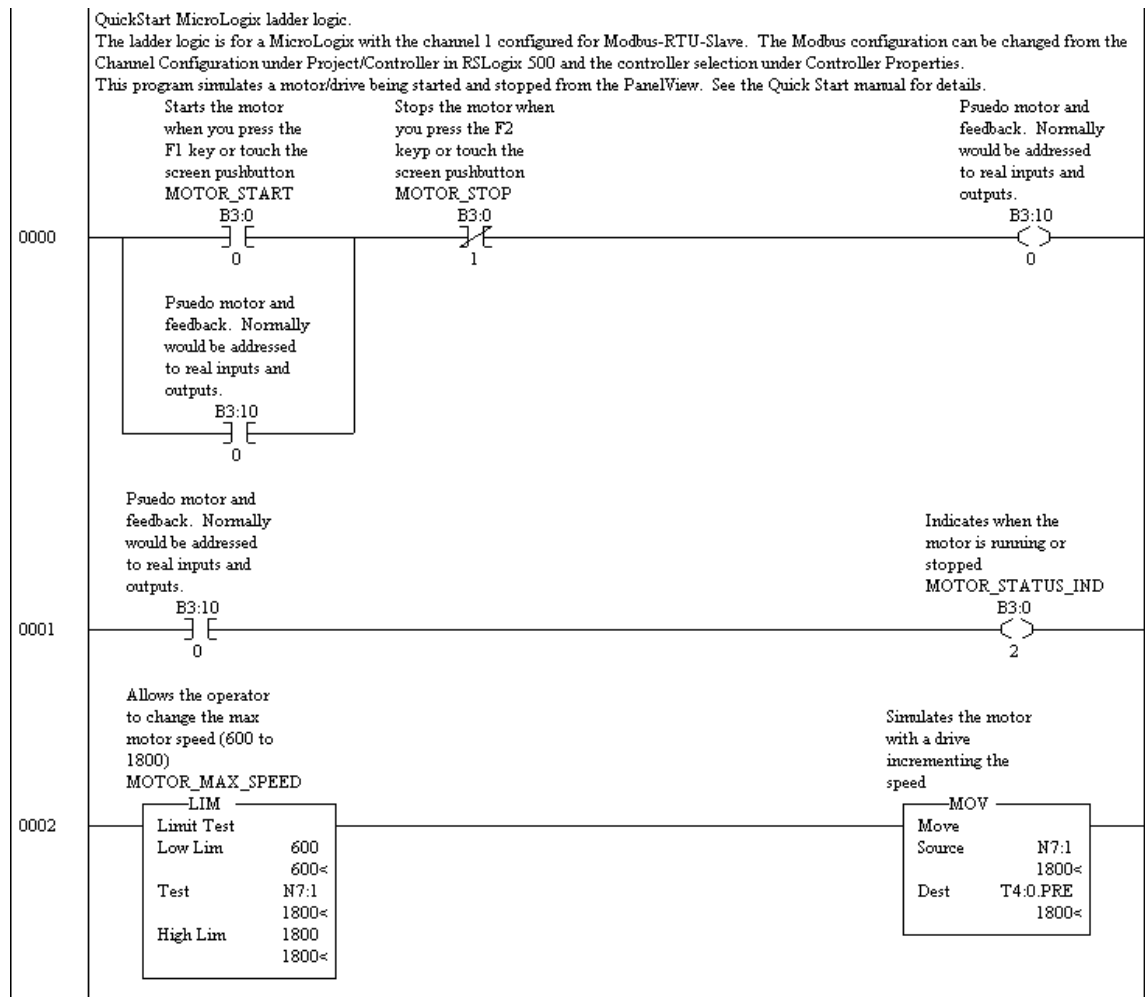 QuickStart MicroLogix ladder logic.
The ladder logic is for a MicroLogix with the channel 1 configured for Modbus-RTU-Slave. The Modbus configuration can be changed from the
Channel Configuration under Project/Controller in RSLogix 500 and the controller selection under Controller Properties.
This program simulates a motor/drive being started and stopped from the PanelView. See the Quick Start manual for details.
Starts the motor
when you press the
F1 key or touch the
screen pushbutton
MOTOR_START
B3:0
0
Stops the motor when
you press the F2
keyp or touch the
screen pushbutton
MOTOR_STOP
B3:0
1
Psuedo motor and
feedback. Normally
would be addressed
to real inputs and
outputs.
B3:10
0
0000
Psuedo motor and
feedback. Normally
would be addressed
to real inputs and
outputs.
B3:10
0
Psuedo motor and
feedback. Normally
would be addressed
to real inputs and
outputs.
B3:10
0
Indicates when the
motor is running or
stopped
MOTOR_STATUS_IND
B3:0
2
0001
Allows the operator
to change the max
motor speed (600 to
1800)
MOTOR_MAX_SPEED
LIM
Limit Test
Low Lim 600
600<
Test N7:1
1800<
High Lim 1800
1800<
Simulates the motor
with a drive
incrementing the
speed
MOV
Move
Source N7:1
1800<
Dest T4:0.PRE
1800<
0002